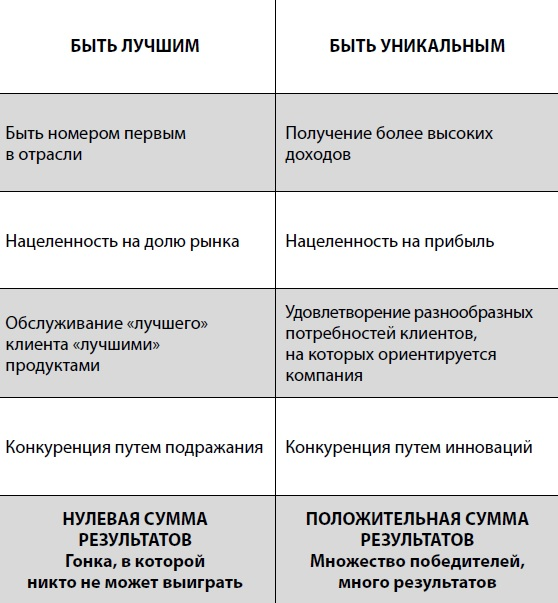 БЫТЬ ЛУЧШИМ
БЫТЬ УНИКАЛЬНЫМ
Быть номером первым
в отрасли
Получение более высоких
доходов
Нацеленность на долю рынка
Нацеленность на прибыль
Обслуживание «лучшего»
клиента «лучшими»
продуктами
Удовлетворение разнообразных
потребностей клиентов,
на которых ориентируется
компания
Конкуренция путем подражания
Конкуренция путем инноваций
НУЛЕВАЯ СУММА
РЕЗУЛЬТАТОВ
Гонка, в которой
никто не может выиграть
ПОЛОЖИТЕЛЬНАЯ СУММА
РЕЗУЛЬТАТОВ
Множество победителей,
много результатов